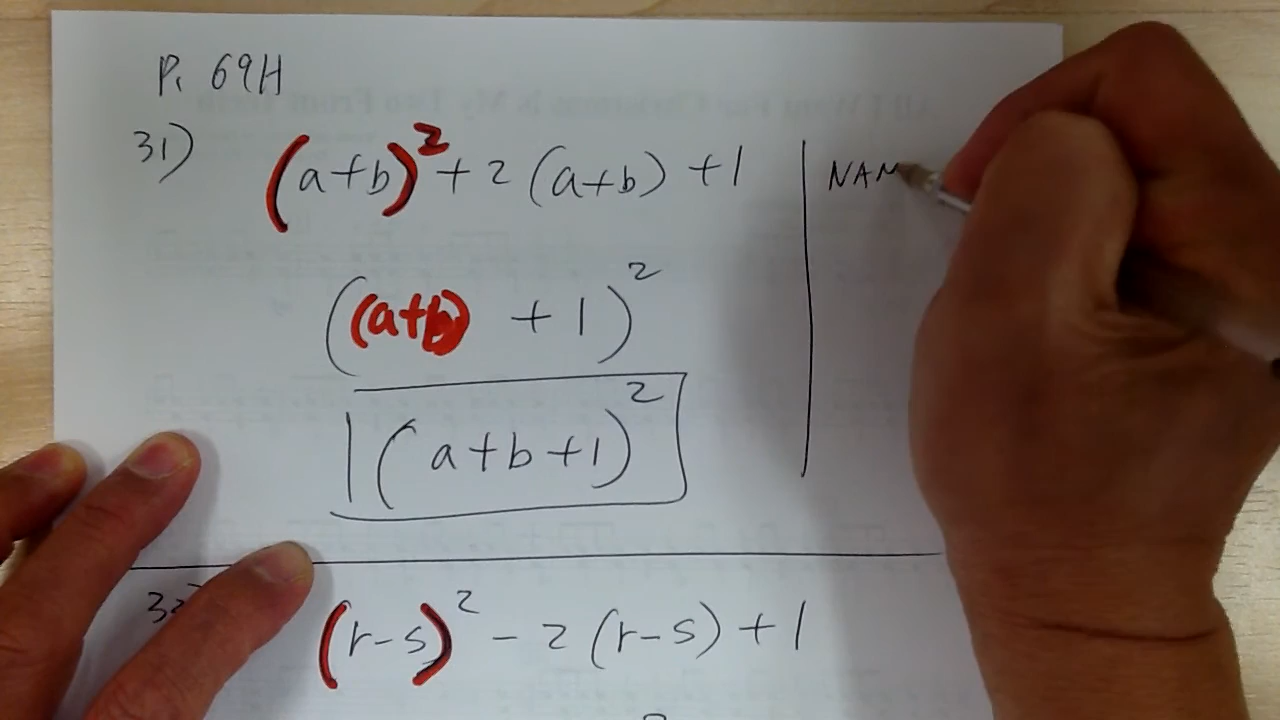 P. 69H
31) (a+b)² + 2 (a+b) + 1
NAM
((a+b) + 1)²
(a+b+1)²
(r-s)² - 2 (r-s) + 1